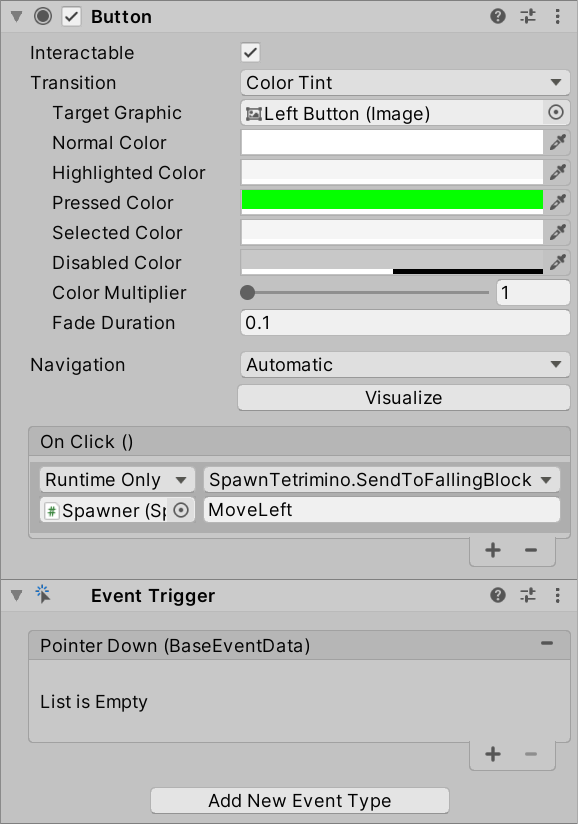 Button
Interactable
Transition Color Tint
Target Graphic Left Button (Image)
Normal Color
Highlighted Color
Pressed Color
Selected Color
Disabled Color
Color Multiplier 1
Fade Duration 0.1
Navigation Automatic
Visualize
On Click ()
Runtime Only SpawnTetrimino.SendToFallingBlock
# Spawner (Sp MoveLeft
Event Trigger
Pointer Down (BaseEventData)
List is Empty
Add New Event Type